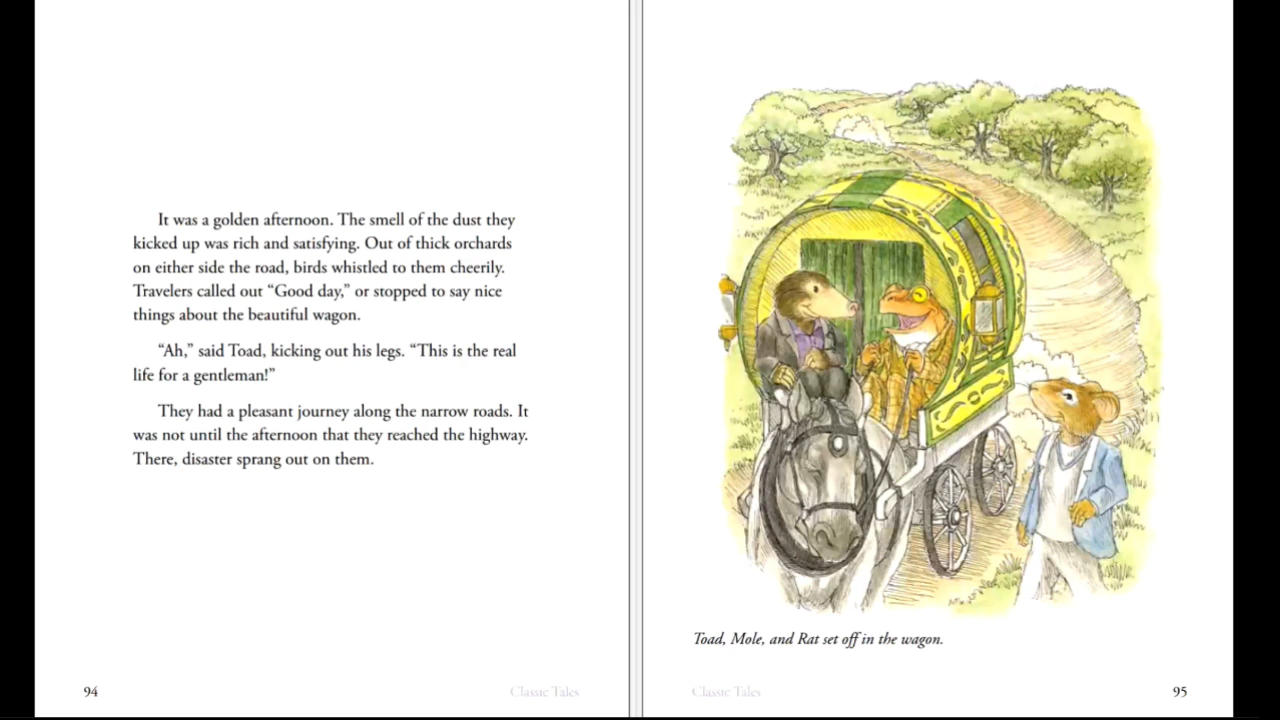 It was a golden afternoon. The smell of the dust they
kicked up was rich and satisfying. Out of thick orchards
on either side the road, birds whistled to them cheerily.
Travelers called out “Good day,” or stopped to say nice
things about the beautiful wagon.
“Ah,” said Toad, kicking out his legs. “This is the real
life for a gentleman!”
They had a pleasant journey along the narrow roads. It
was not until the afternoon that they reached the highway.
There, disaster sprang out on them.
94
Classic Tales
Toad, Mole, and Rat set off in the wagon.
Classic Tales
95